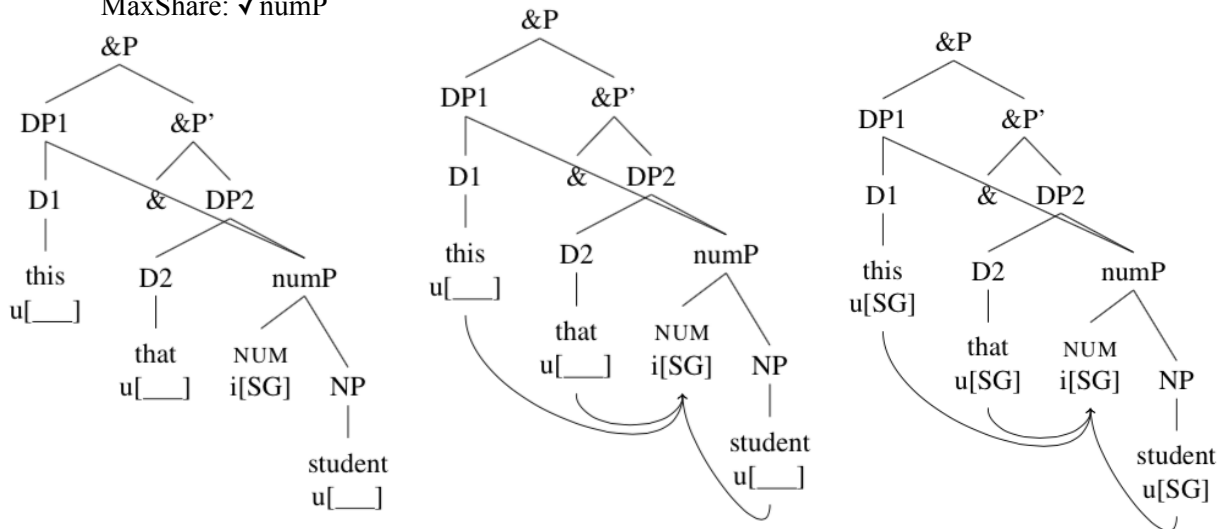 MaxShare: ✓numP
&P
DP1 &P’
D1 & DP2
this D2 numP
u[___]
that NUM
u[___] i[SG] NP
student
u[___]
&P
DP1 &P’
D1 & DP2
this D2 numP
u[___]
that NUM
u[___] i[SG] NP
student
u[___]
&P
DP1 &P’
D1 & DP2
this D2 numP
u[SG]
that NUM
u[SG] i[SG] NP
student
u[SG]